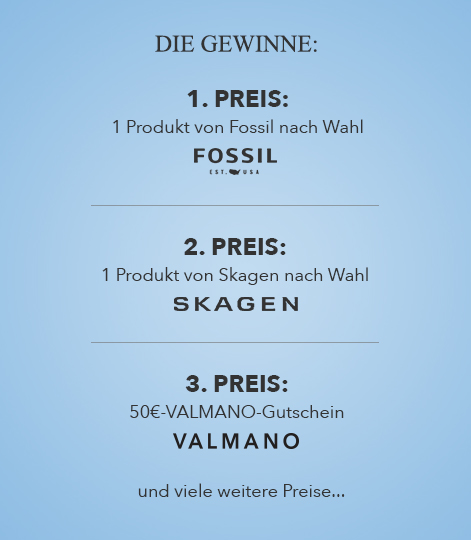 DIE GEWINNE:
1. PREIS:
1 Produkt von Fossil nach Wahl
FOSSIL
EST. USA
2. PREIS:
1 Produkt von Skagen nach Wahl
SKAGEN
3. PREIS:
50€-VALMANO-Gutschein
VALMANO
und viele weitere Preise...